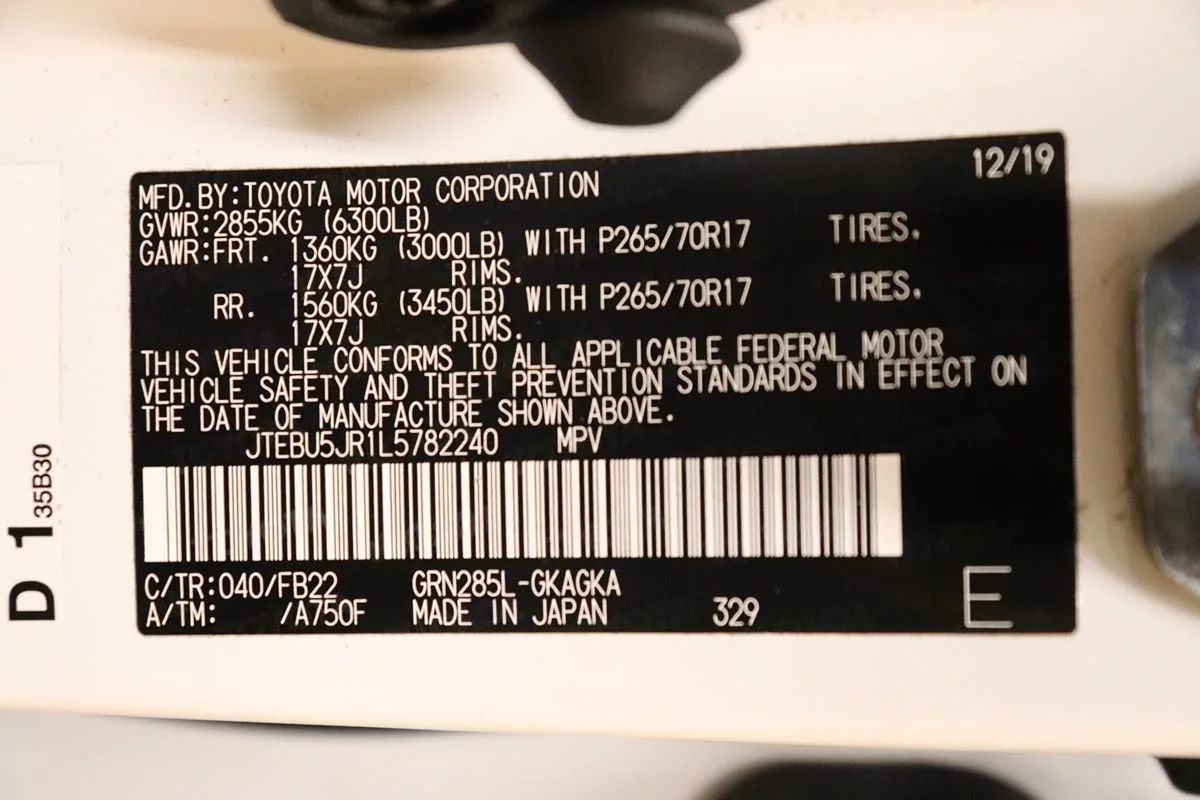 12/19
MFD.BY:TOYOTA MOTOR CORPORATION
GVWR:2855KG (6300LB)
GAWR:FRT. 1360KG (3000LB) WITH P265/70R17 TIRES.
17X7J RIMS.
RR. 1560KG (3450LB) WITH P265/70R17 TIRES.
17X7J RIMS.
THIS VEHICLE CONFORMS TO ALL APPLICABLE FEDERAL MOTOR
VEHICLE SAFETY AND THEFT PREVENTION STANDARDS IN EFFECT ON
THE DATE OF MANUFACTURE SHOWN ABOVE.
JTEBU5JR1L5782240 MPV
C/TR:040/FB22 GRN285L-GKAGKA
A/TM: /A750F MADE IN JAPAN 329 E
D 1 35B30